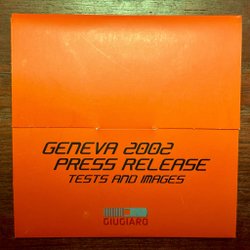 GENEVA 2002
PRESS RELEASE
TESTS AND IMAGES
GIUGIARO